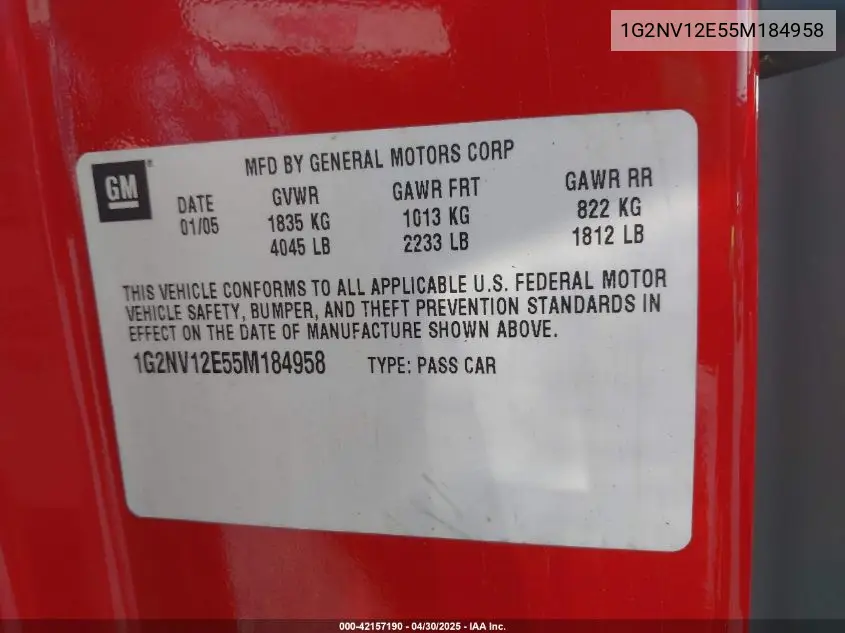 1G2NV12E55M184958
GM®
MFD BY GENERAL MOTORS CORP
DATE GVWR GAWR FRT GAWR RR
01/05 1835 KG 1013 KG 822 KG
4045 LB 2233 LB 1812 LB
THIS VEHICLE CONFORMS TO ALL APPLICABLE U.S. FEDERAL MOTOR
VEHICLE SAFETY, BUMPER, AND THEFT PREVENTION STANDARDS IN
EFFECT ON THE DATE OF MANUFACTURE SHOWN ABOVE.
1G2NV12E55M184958 TYPE: PASS CAR
000-42157190 - 04/30/2025 - IAA Inc.